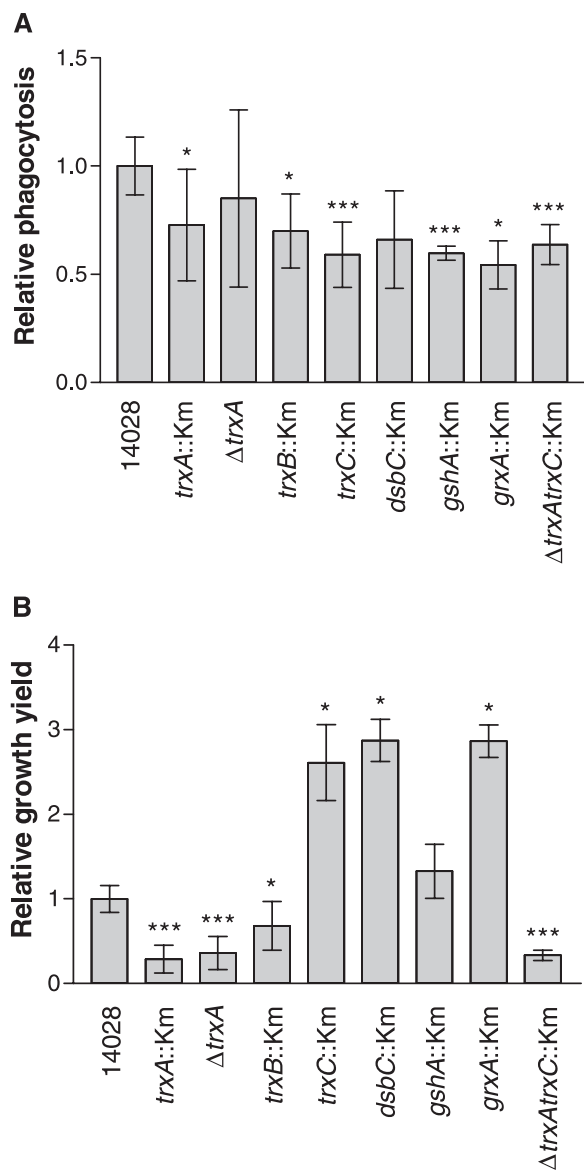 A
Relative phagocytosis
1.5
1.0
0.5
0.0
*
*
***
***
*
***
14028
trxA::Km
ΔtrxA
trxB::Km
trxC::Km
dsbC::Km
gshA::Km
grxA::Km
ΔtrxAtrxC::Km
B
Relative growth yield
4
3
2
1
0
***
***
*
*
*
*
***
14028
trxA::Km
ΔtrxA
trxB::Km
trxC::Km
dsbC::Km
gshA::Km
grxA::Km
ΔtrxAtrxC::Km